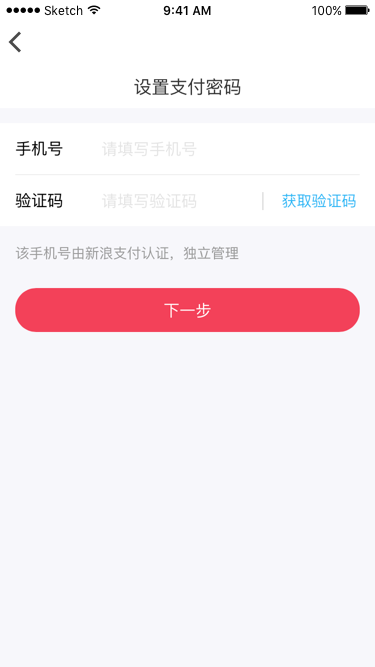 ●●●●● Sketch 9:41 AM 100%
设置支付密码
手机号 请填写手机号
验证码 请填写验证码 获取验证码
该手机号由新浪支付认证，独立管理
下一步